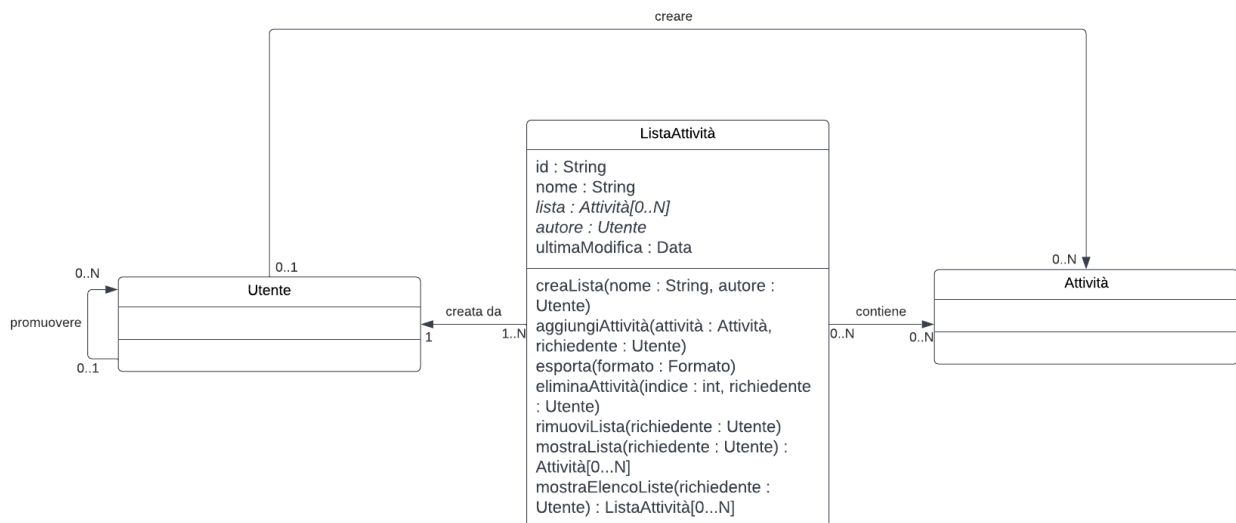 creare
ListaAttività
id : String
nome : String
lista : Attività[0..N]
autore : Utente
ultimaModifica : Data
creaLista(nome : String, autore :
Utente)
aggiungiAttività(attività : Attività,
richiedente : Utente)
esporta(formato : Formato)
eliminaAttività(indice : int, richiedente
: Utente)
rimuoviLista(richiedente : Utente)
mostraLista(richiedente : Utente) :
Attività[0...N]
mostraElencoListe(richiedente :
Utente) : ListaAttività[0...N]
0..N
0..1
Utente
promuovere
0..1
creata da
1
1..N
contiene
0..N
0..N
0..N
Attività